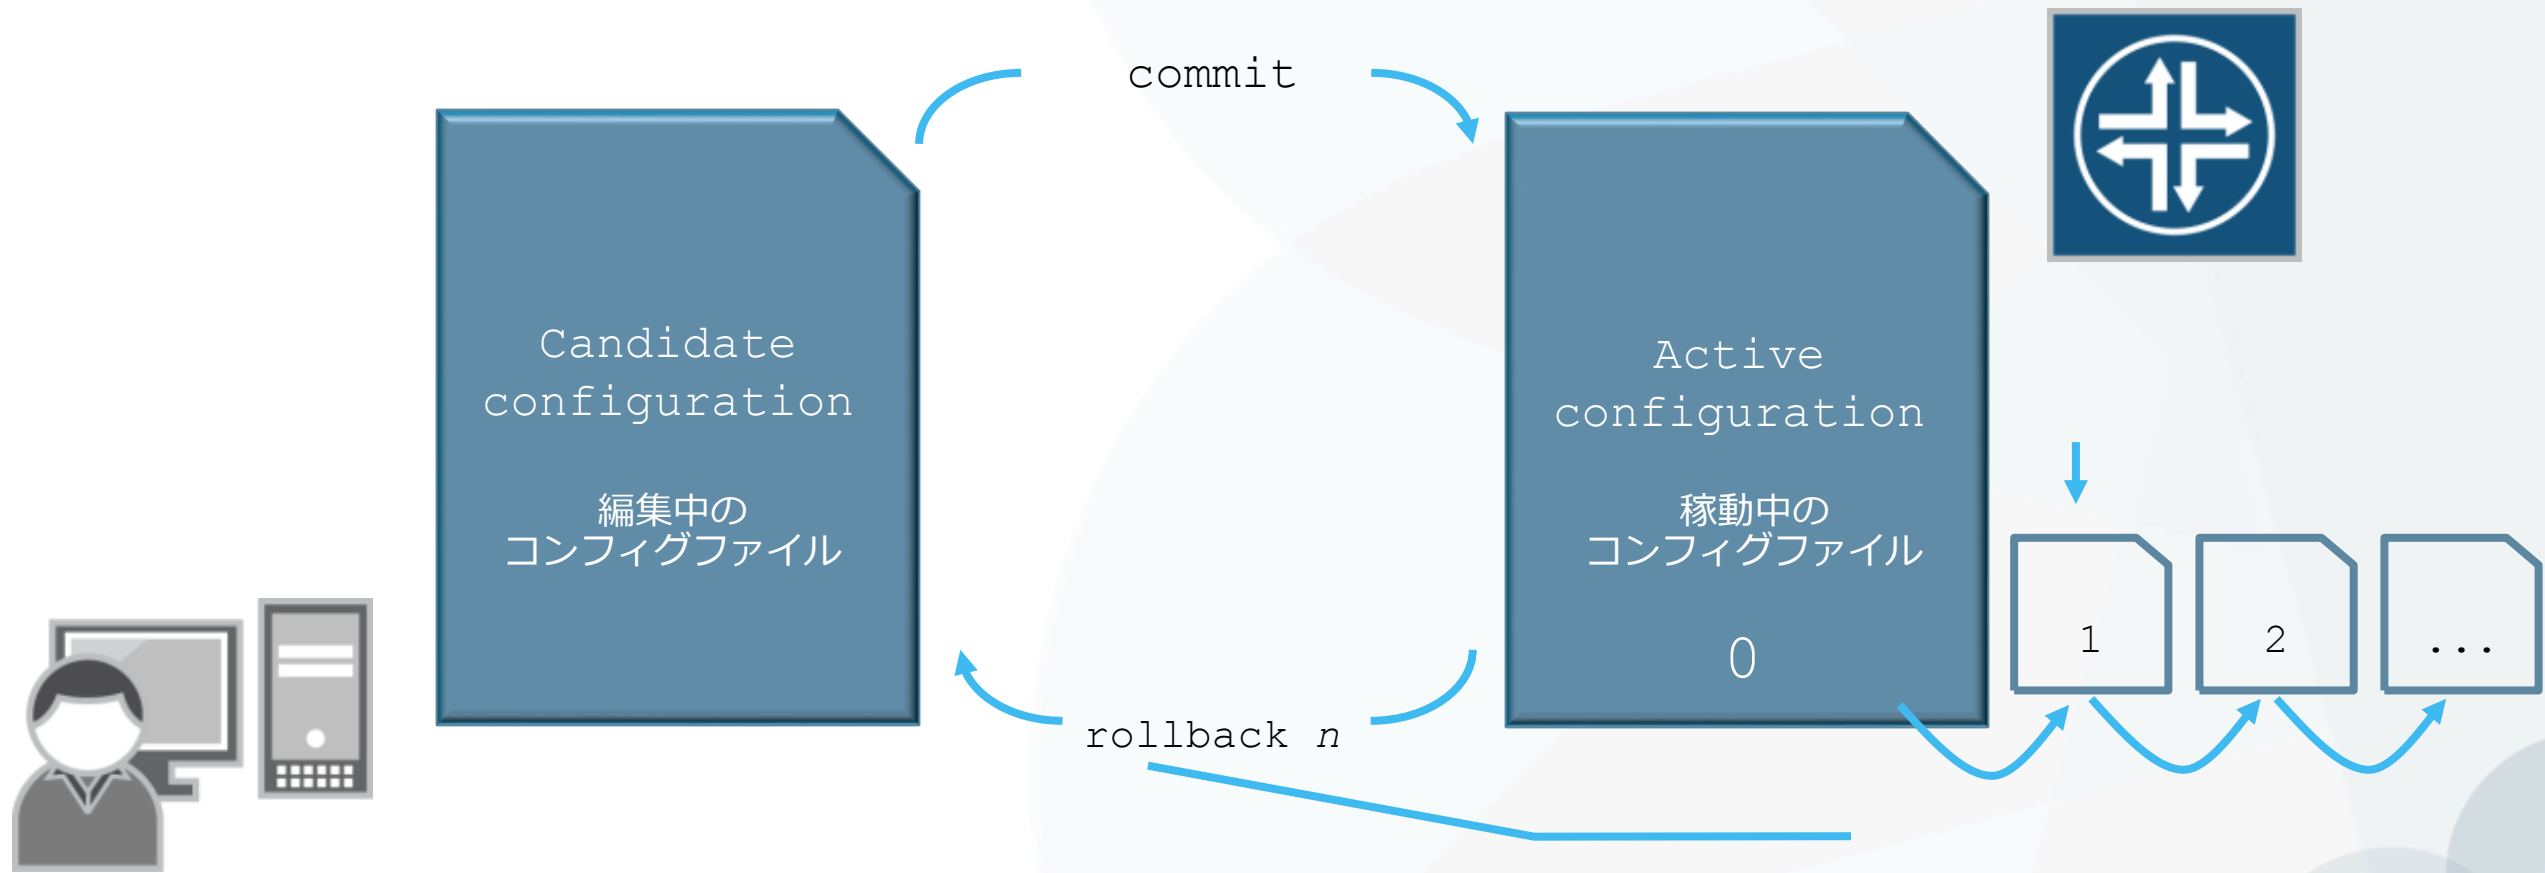 commit
Candidate
configuration
編集中の
コンフィグファイル
Active
configuration
稼動中の
コンフィグファイル
0
1
2
...
rollback n